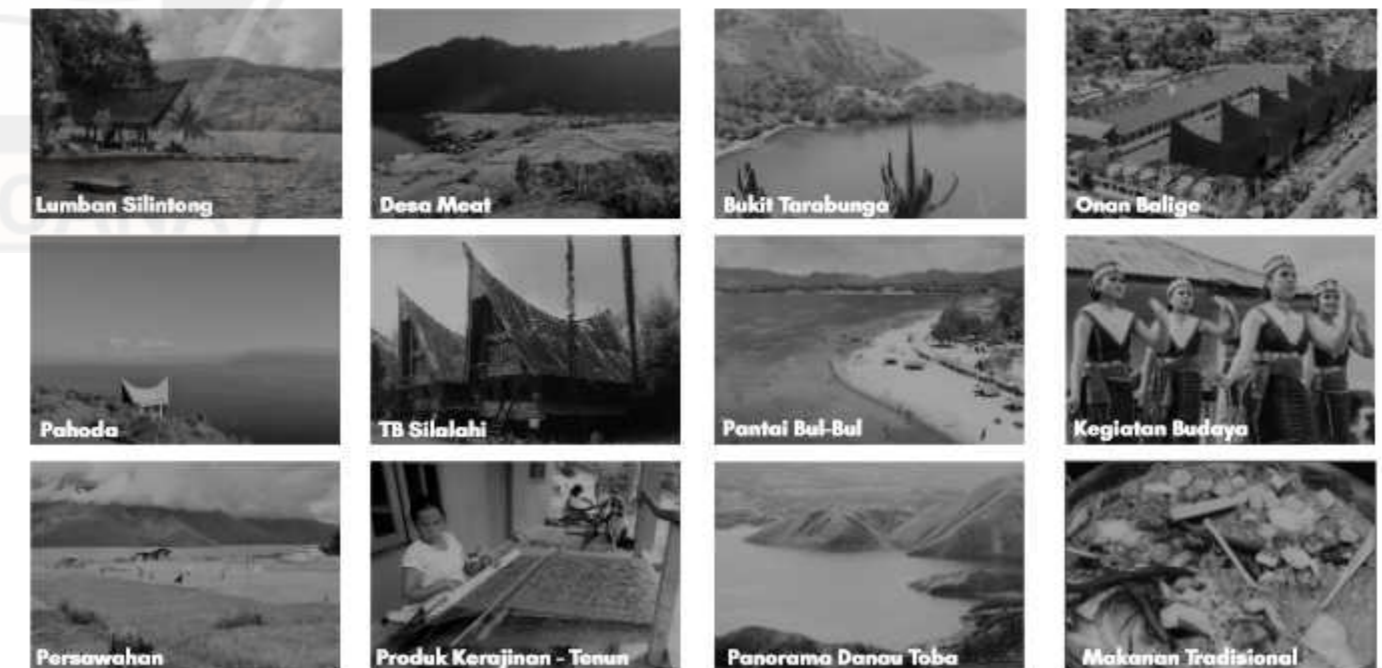 Lumban Silintong
Desa Meat
Bukit Tarabunga
Onan Balige
Pahoda
TB Silalahi
Pantai Bul-Bul
Kegiatan Budaya
Persawahan
Produk Kerajinan - Tenun
Panorama Danau Toba
Makanan Tradisional